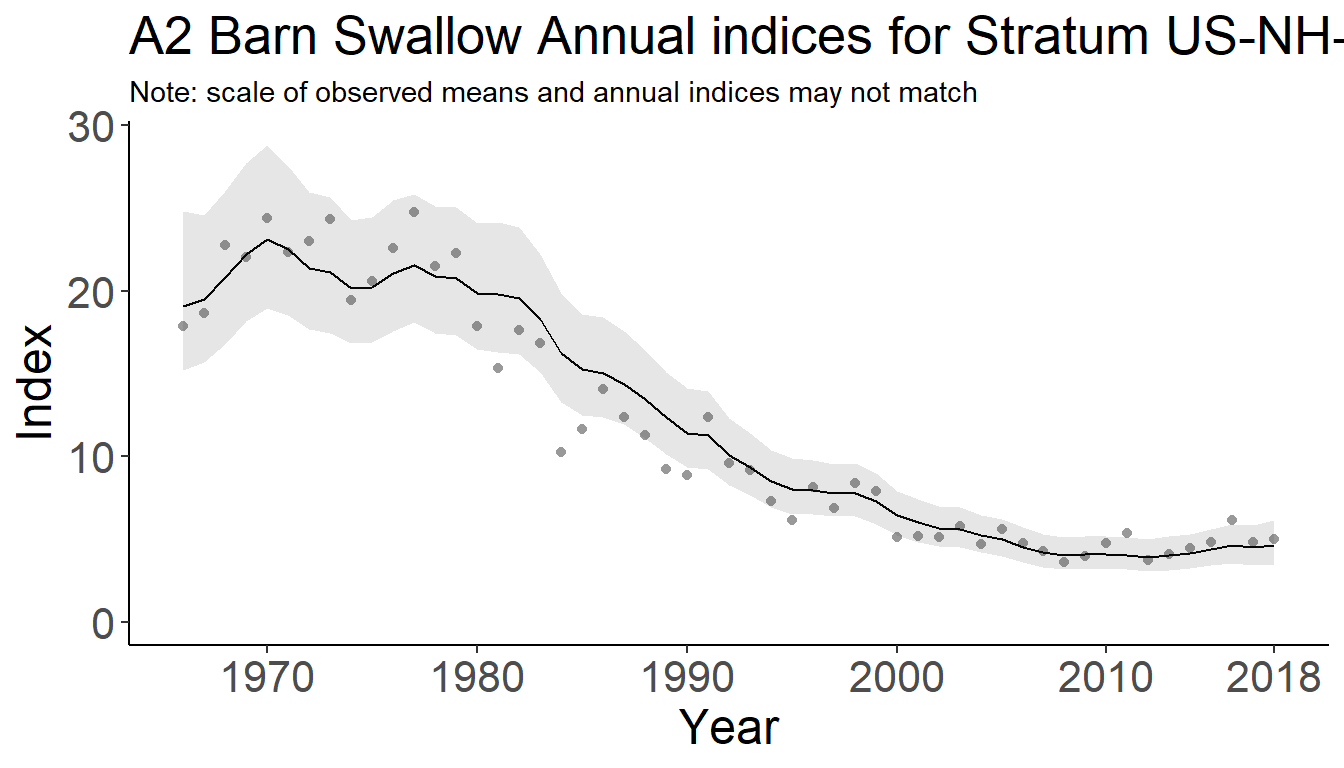 A2 Barn Swallow Annual indices for Stratum US-NH-
Note: scale of observed means and annual indices may not match
30
20
10
0
Index
1970 1980 1990 2000 2010 2018
Year